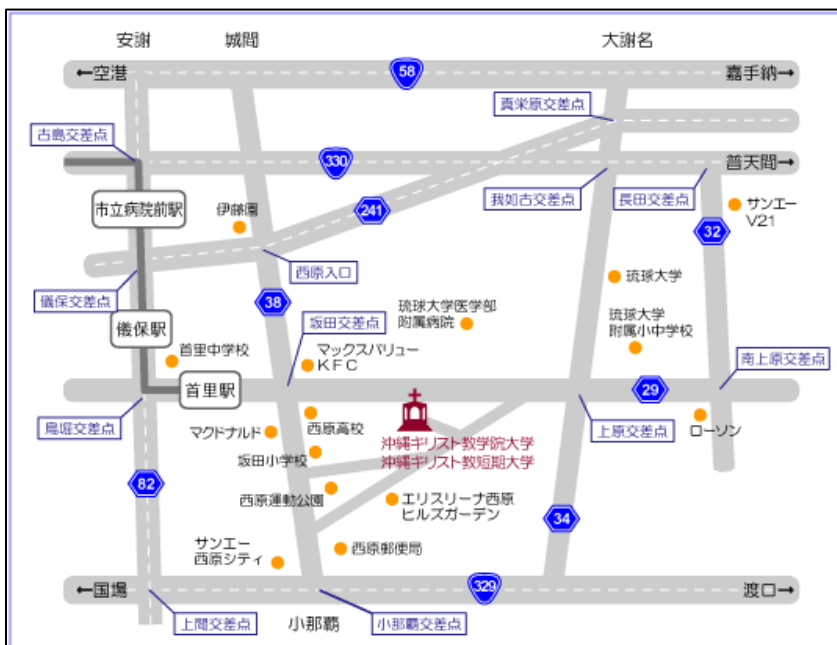 安謝
城間
大謝名
←空港
58
嘉手納→
真栄原交差点
古島交差点
330
普天間→
市立病院前駅
伊藤園
241
我如古交差点
長田交差点
サンエー
V21
32
西原入口
儀保交差点
38
琉球大学
琉球大学医学部
附属病院
坂田交差点
琉球大学
附属小中学校
儀保駅
首里中学校
マックスバリュー
KFC
南上原交差点
首里駅
29
鳥堀交差点
マクドナルド
西原高校
沖縄キリスト教学院大学
沖縄キリスト教短期大学
上原交差点
ローソン
坂田小学校
82
西原運動公園
エリスリーナ西原
ヒルズガーデン
34
サンエー
西原シティ
西原郵便局
←国場
329
渡口→
上間交差点
小那覇
小那覇交差点